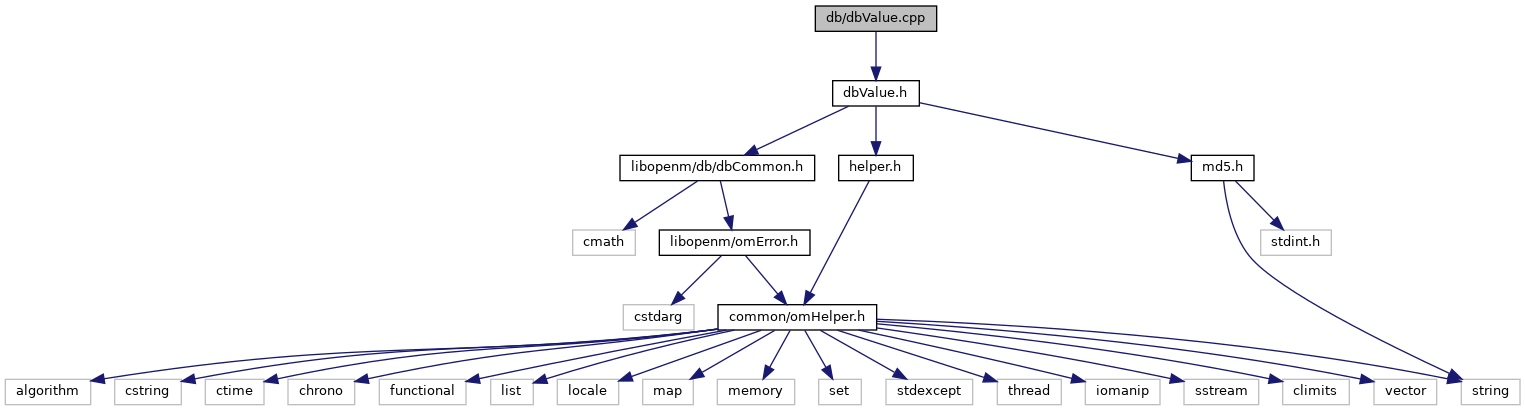 db/dbValue.cpp
dbValue.h
libopenm/db/dbCommon.h
helper.h
md5.h
cmath
libopenm/omError.h
stdint.h
cstdarg
common/omHelper.h
algorithm
cstring
ctime
chrono
functional
list
locale
map
memory
set
stdexcept
thread
iomanip
sstream
climits
vector
string